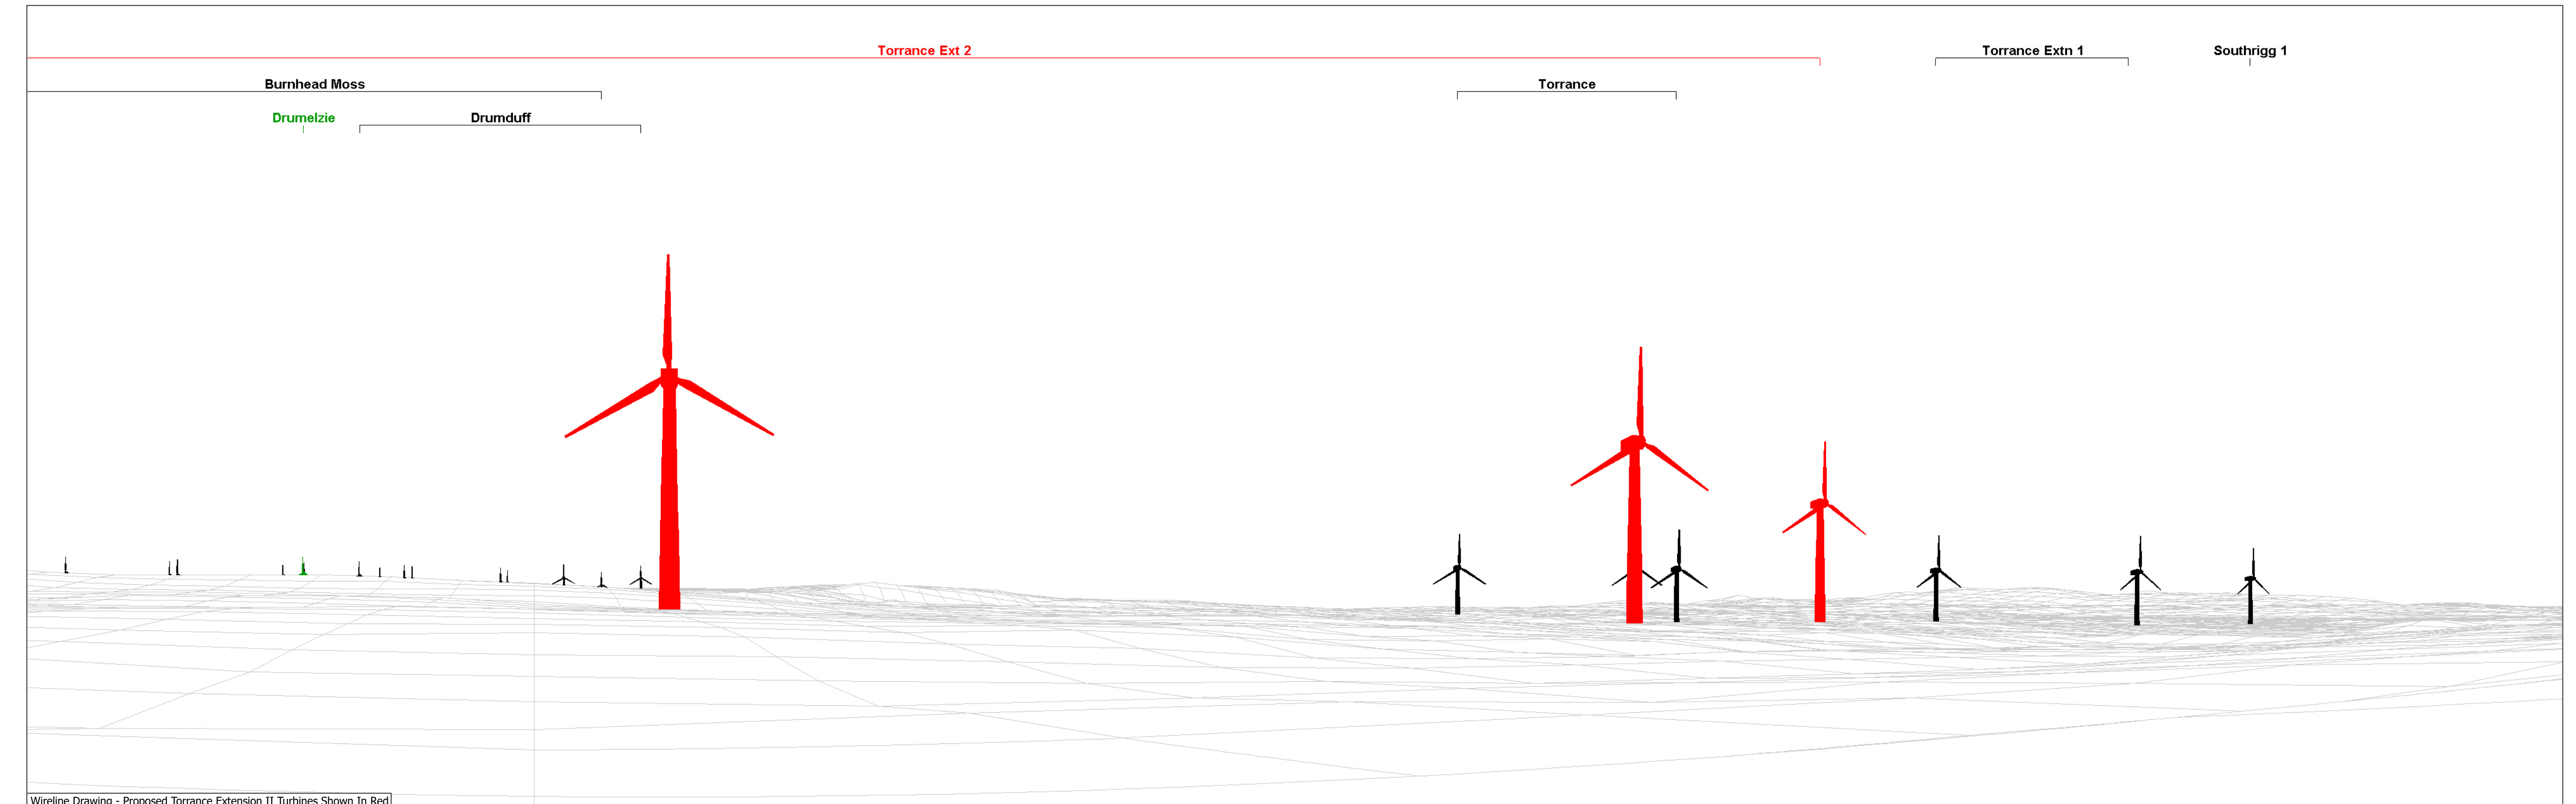 Torrance Ext 2
Torrance Extn 1
Southrigg 1
Burnhead Moss
Torrance
Drumelzie
Drumduff
Wireline Drawing - Proposed Torrance Extension II Turbines Shown In Red